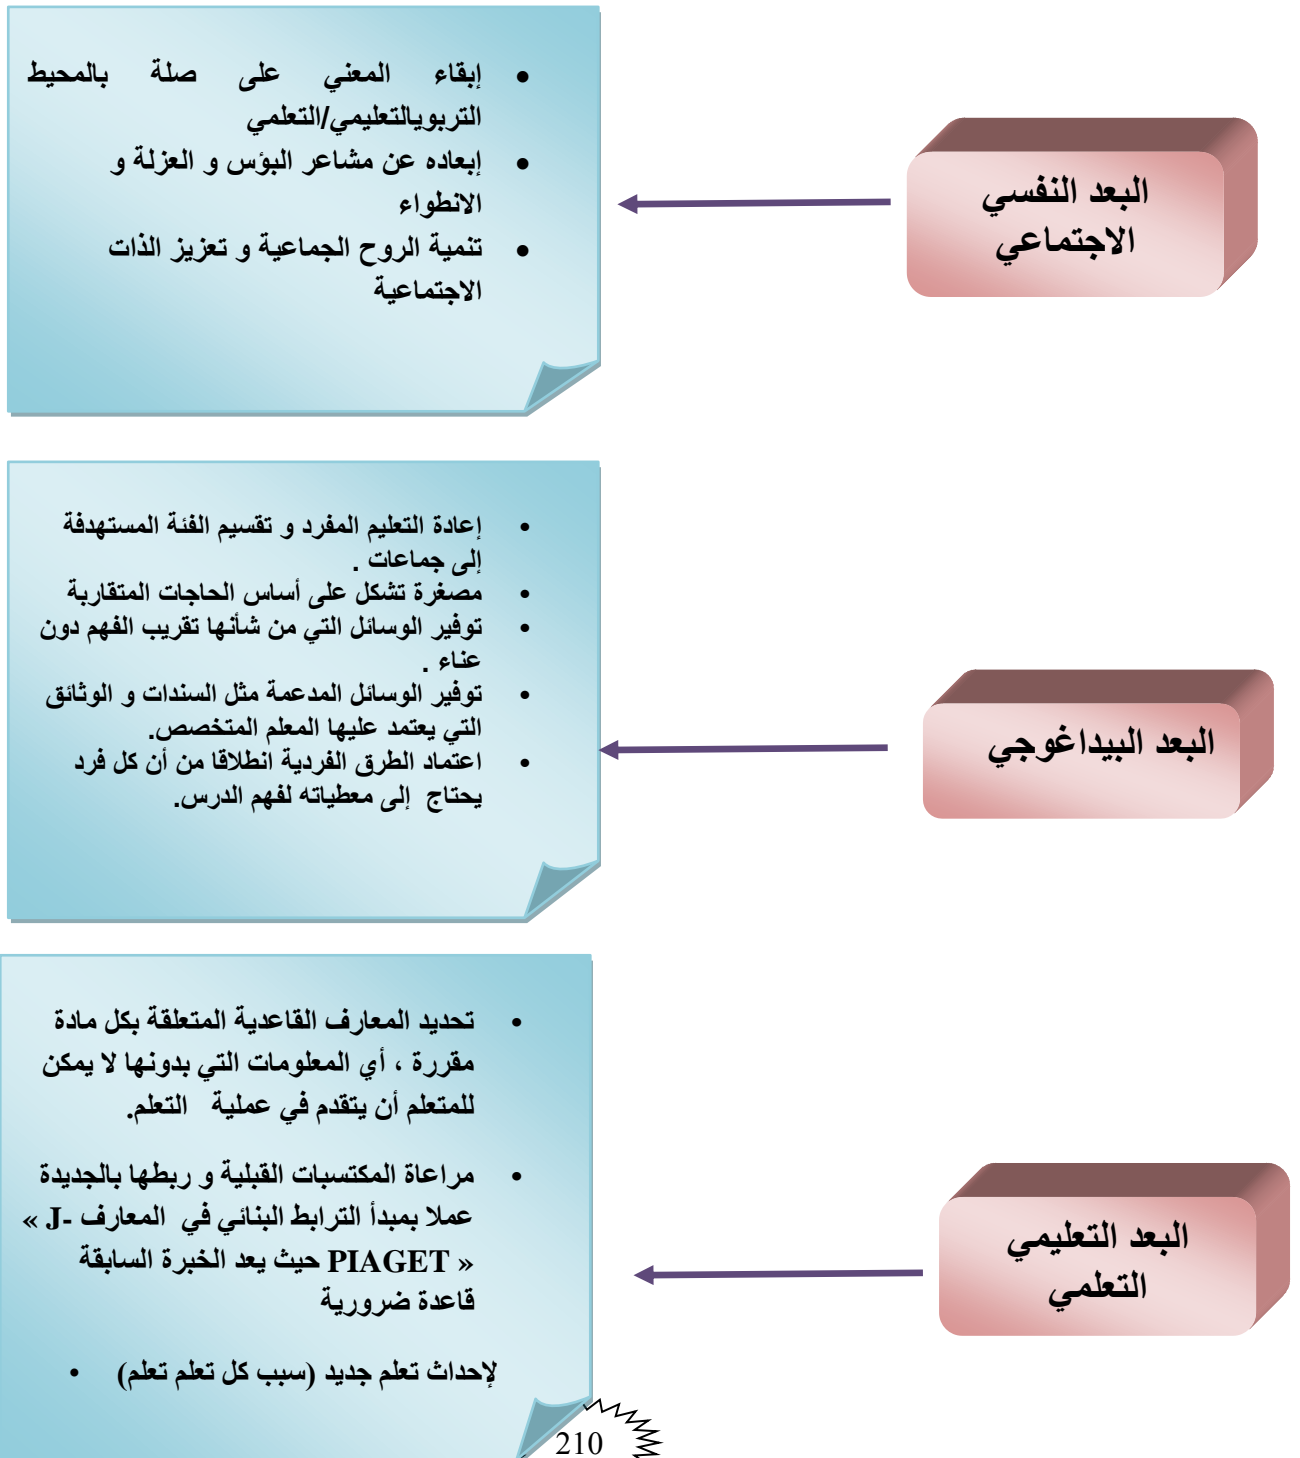 البعد النفسي
الاجتماعي
• إبقاء المعني على صلة بالمحيط
التربويالتعليمي/التعلمي
• إبعاده عن مشاعر البؤس و العزلة و
الانطواء
• تنمية الروح الجماعية و تعزيز الذات
الاجتماعية
البعد البيداغوجي
• إعادة التعليم المفرد و تقسيم الفئة المستهدفة
إلى جماعات .
• مصغرة تشكل على أساس الحاجات المتقاربة
• توفير الوسائل التي من شأنها تقريب الفهم دون
عناء .
• توفير الوسائل المدعمة مثل السندات و الوثائق
التي يعتمد عليها المعلم المتخصص.
• اعتماد الطرق الفردية انطلاقا من أن كل فرد
يحتاج إلى معطياته لفهم الدرس.
البعد التعليمي
التعلمي
• تحديد المعارف القاعدية المتعلقة بكل مادة
مقررة ، أي المعلومات التي بدونها لا يمكن
للمتعلم أن يتقدم في عملية التعلم.
• مراعاة المكتسبات القبلية و ربطها بالجديدة
عملا بمبدأ الترابط البنائي في المعارف « J-
PIAGET » حيث يعد الخبرة السابقة
قاعدة ضرورية
لإحداث تعلم جديد (سبب كل تعلم تعلم) •
210